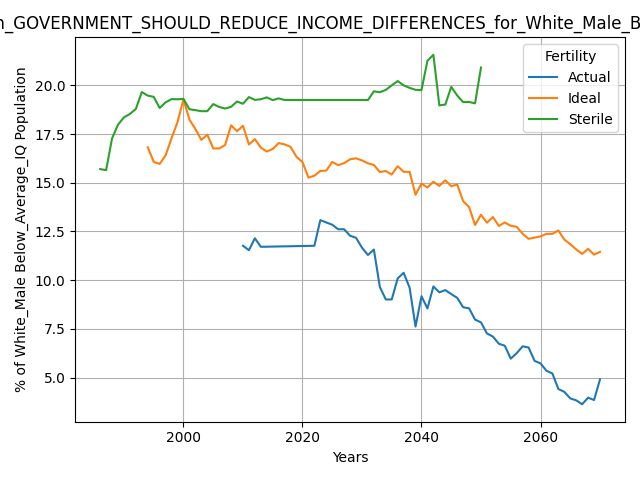 _GOVERNMENT_SHOULD_REDUCE_INCOME_DIFFERENCES_for_White_Male_B
% of White_Male Below_Average_IQ Population
20.0
17.5
15.0
12.5
10.0
7.5
5.0
Fertility
Actual
Ideal
Sterile
2000
2020
2040
2060
Years